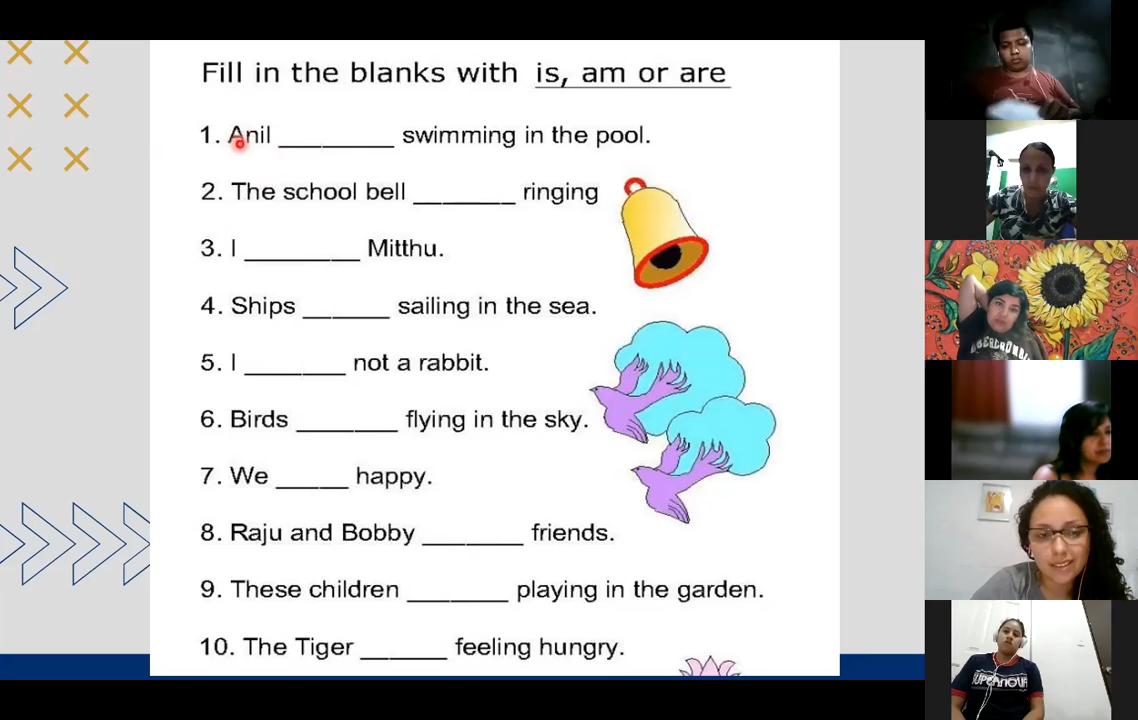 Fill in the blanks with is, am or are
1. Anil ________ swimming in the pool.
2. The school bell _______ ringing
3. I ________ Mitthu.
4. Ships ______ sailing in the sea.
5. I _______ not a rabbit.
6. Birds _______ flying in the sky.
7. We _____ happy.
8. Raju and Bobby _______ friends.
9. These children _______ playing in the garden.
10. The Tiger ______ feeling hungry.